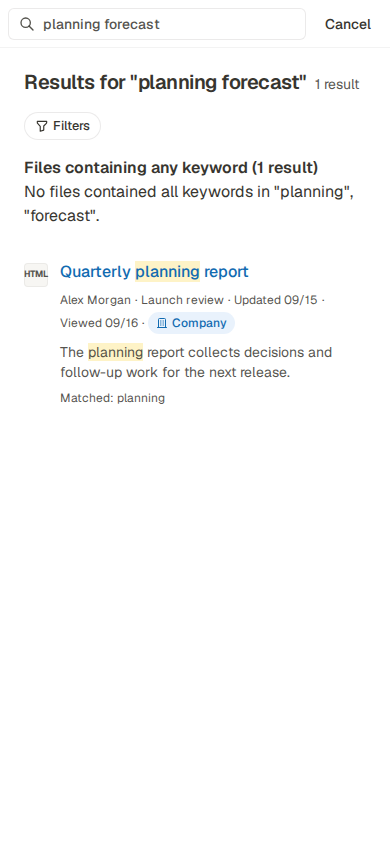 planning forecast
Cancel
Results for "planning forecast" 1 result
Filters
Files containing any keyword (1 result)
No files contained all keywords in "planning",
"forecast".
HTML
Quarterly planning report
Alex Morgan · Launch review · Updated 09/15 ·
Viewed 09/16 · Company
The planning report collects decisions and
follow-up work for the next release.
Matched: planning